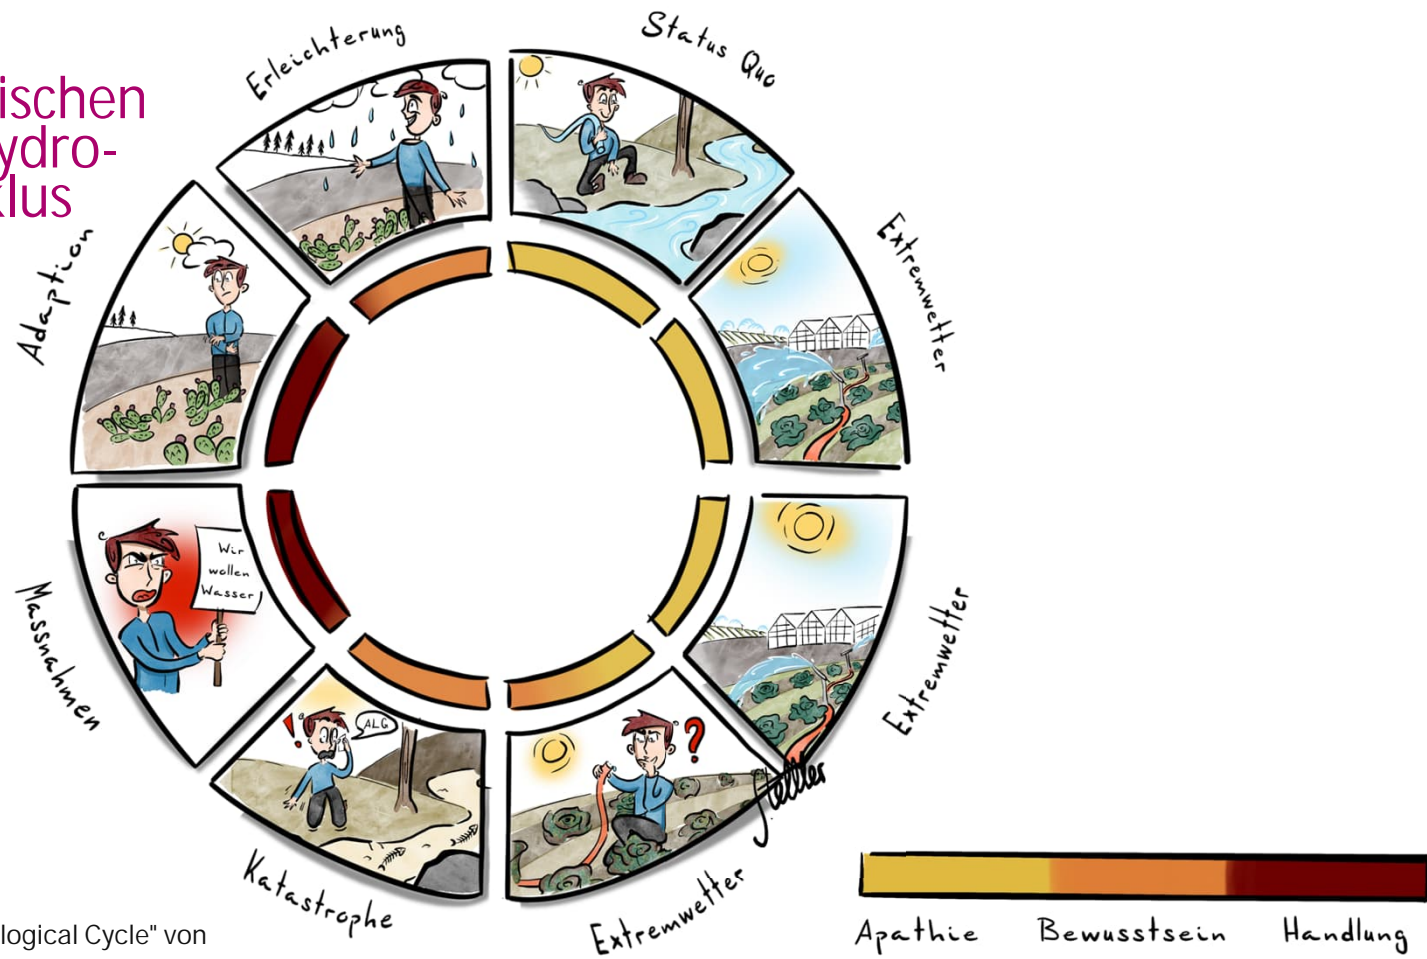 ischen
ydro-
klus
Status Quo
Extremwetter
Extremwetter
Extremwetter
Katastrophe
ALG
!
?
Massnahmen
Wir
wollen
Wasser!
Adaption
Erleichterung
Apathie Bewusstsein Handlung
logical Cycle" von